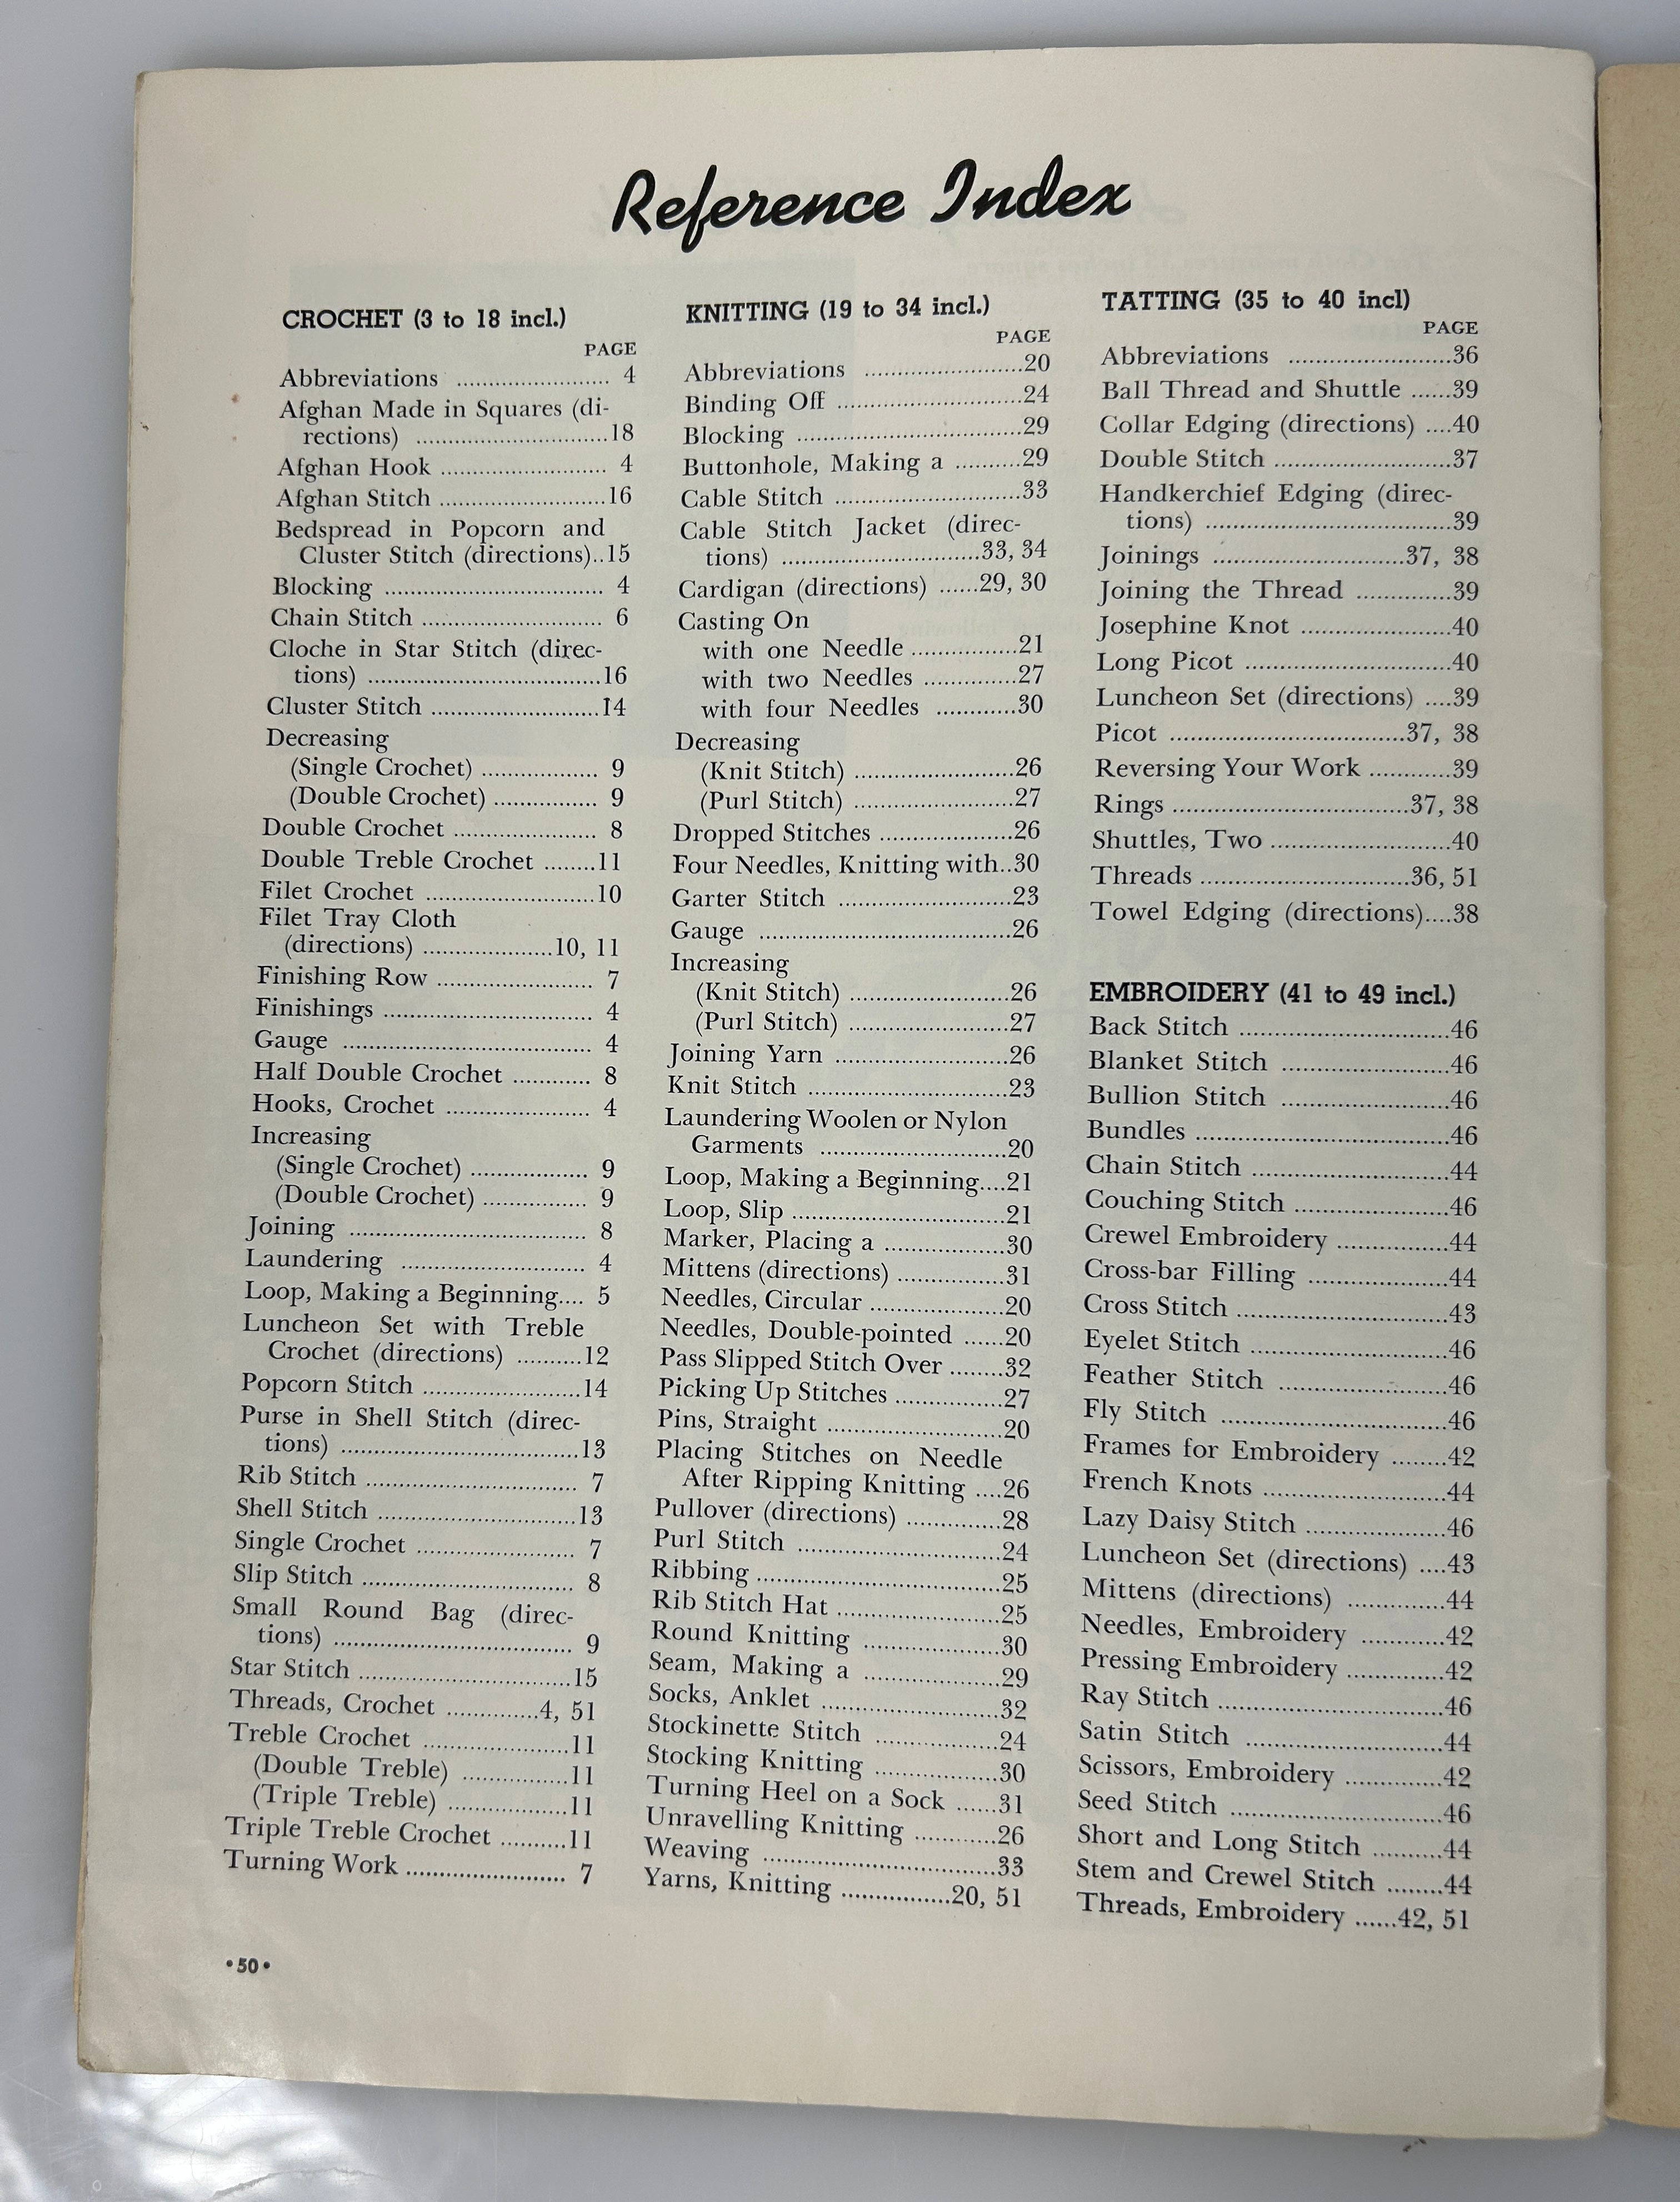 Reference Index
CROCHET (3 to 18 incl.)
PAGE
Abbreviations ........................ 4
Afghan Made in Squares (di-
rections) ............................18
Afghan Hook ........................ 4
Afghan Stitch ........................16
Bedspread in Popcorn and
Cluster Stitch (directions)..15
Blocking ................................ 4
Chain Stitch .......................... 6
Cloche in Star Stitch (direc-
tions) ..................................16
Cluster Stitch ........................14
Decreasing
(Single Crochet) ................. 9
(Double Crochet) ............... 9
Double Crochet ..................... 8
Double Treble Crochet ........11
Filet Crochet ........................10
Filet Tray Cloth
(directions) ...................10, 11
Finishing Row ....................... 7
Finishings .............................. 4
Gauge .................................... 4
Half Double Crochet ............ 8
Hooks, Crochet ..................... 4
Increasing
(Single Crochet) ................. 9
(Double Crochet) ............... 9
Joining .................................. 8
Laundering ........................... 4
Loop, Making a Beginning.... 5
Luncheon Set with Treble
Crochet (directions) ..........12
Popcorn Stitch .......................14
Purse in Shell Stitch (direc-
tions) ...................................13
Rib Stitch ................................... 7
Shell Stitch .............................13
Single Crochet ....................... 7
Slip Stitch ............................... 8
Small Round Bag (direc-
tions) ................................... 9
Star Stitch ...............................15
Threads, Crochet .............4, 51
Treble Crochet .....................11
(Double Treble) ...............11
(Triple Treble) .................11
Triple Treble Crochet ..........11
Turning Work ....................... 7
KNITTING (19 to 34 incl.)
PAGE
Abbreviations .......................20
Binding Off ...........................24
Blocking .................................29
Buttonhole, Making a ..........29
Cable Stitch ...........................33
Cable Stitch Jacket (direc-
tions) .............................33, 34
Cardigan (directions) ......29, 30
Casting On
with one Needle ...............21
with two Needles .............27
with four Needles ............30
Decreasing
(Knit Stitch) .......................26
(Purl Stitch) .......................27
Dropped Stitches ...................26
Four Needles, Knitting with..30
Garter Stitch .........................23
Gauge ....................................26
Increasing
(Knit Stitch) .......................26
(Purl Stitch) .......................27
Joining Yarn .........................26
Knit Stitch .............................23
Laundering Woolen or Nylon
Garments ...........................20
Loop, Making a Beginning....21
Loop, Slip ...............................21
Marker, Placing a .................30
Mittens (directions) ...............31
Needles, Circular ...................20
Needles, Double-pointed ......20
Pass Slipped Stitch Over ........32
Picking Up Stitches ...............27
Pins, Straight .........................20
Placing Stitches on Needle
After Ripping Knitting ....26
Pullover (directions) ..............28
Purl Stitch .............................24
Ribbing ...................................25
Rib Stitch Hat ........................25
Round Knitting ....................30
Seam, Making a ....................29
Socks, Anklet .........................32
Stockinette Stitch ..................24
Stocking Knitting ..................30
Turning Heel on a Sock ......31
Unravelling Knitting ............26
Weaving .................................33
Yarns, Knitting ................20, 51
TATTING (35 to 40 incl)
PAGE
Abbreviations .......................36
Ball Thread and Shuttle ......39
Collar Edging (directions) ....40
Double Stitch .........................37
Handkerchief Edging (direc-
tions) ...................................39
Joinings ...........................37, 38
Joining the Thread ..............39
Josephine Knot .....................40
Long Picot .............................40
Luncheon Set (directions) ....39
Picot .................................37, 38
Reversing Your Work ............39
Rings .................................37, 38
Shuttles, Two .........................40
Threads ..............................36, 51
Towel Edging (directions)....38
EMBROIDERY (41 to 49 incl.)
Back Stitch .............................46
Blanket Stitch .......................46
Bullion Stitch .......................46
Bundles ...................................46
Chain Stitch ...........................44
Couching Stitch .....................46
Crewel Embroidery ................44
Cross-bar Filling ...................44
Cross Stitch .............................43
Eyelet Stitch ...........................46
Feather Stitch .......................46
Fly Stitch ...............................46
Frames for Embroidery ........42
French Knots .........................44
Lazy Daisy Stitch ...................46
Luncheon Set (directions) ....43
Mittens (directions) .............44
Needles, Embroidery ............42
Pressing Embroidery .............42
Ray Stitch ...............................46
Satin Stitch ...........................44
Scissors, Embroidery .............42
Seed Stitch .............................46
Short and Long Stitch ..........44
Stem and Crewel Stitch ........44
Threads, Embroidery ......42, 51
•50•